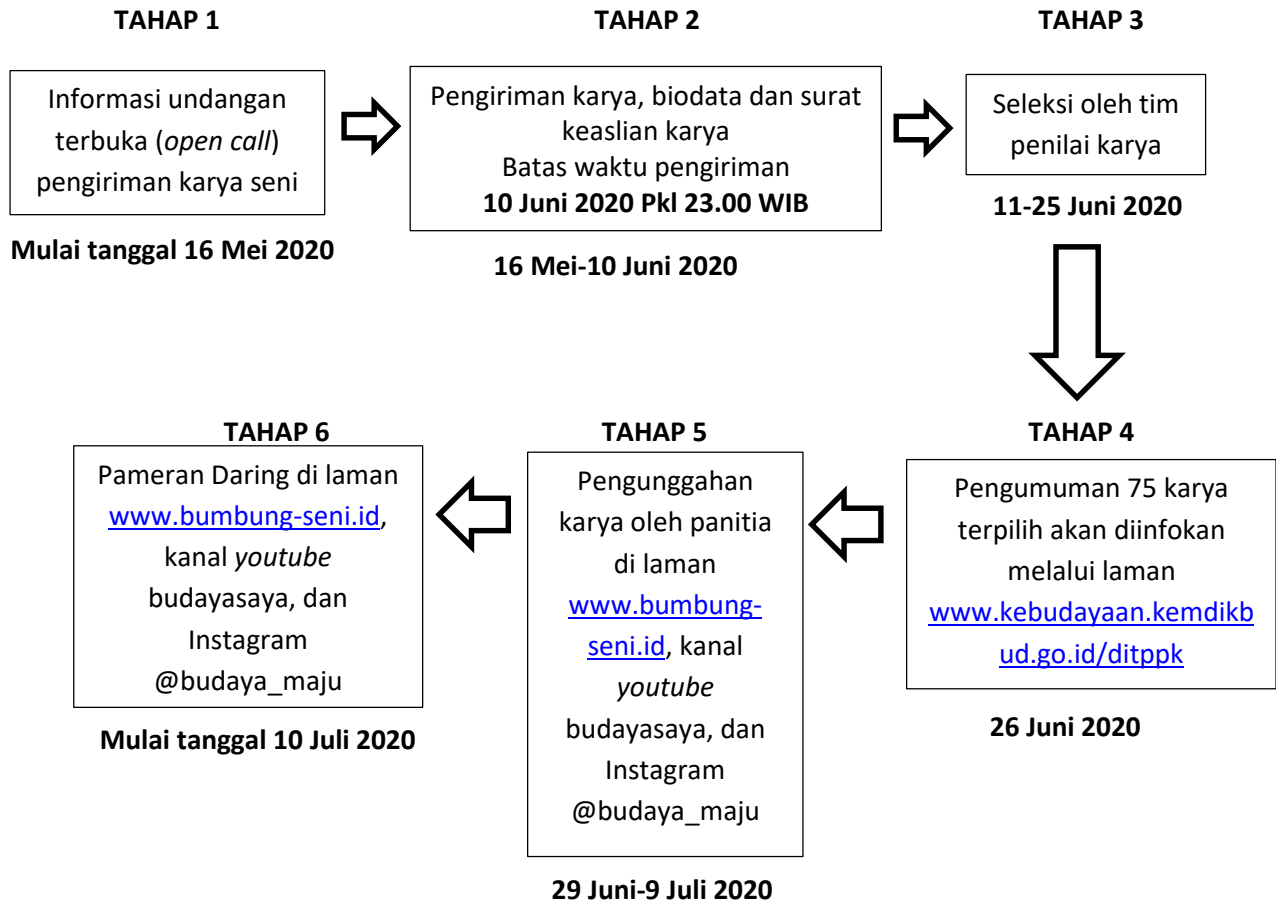 TAHAP 1
Informasi undangan
terbuka (open call)
pengiriman karya seni
Mulai tanggal 16 Mei 2020
TAHAP 2
Pengiriman karya, biodata dan surat
keaslian karya
Batas waktu pengiriman
10 Juni 2020 Pkl 23.00 WIB
16 Mei-10 Juni 2020
TAHAP 3
Seleksi oleh tim
penilai karya
11-25 Juni 2020
TAHAP 4
Pengumuman 75 karya
terpilih akan diinfokan
melalui laman
www.kebudayaan.kemdikb
ud.go.id/ditppk
26 Juni 2020
TAHAP 5
Pengunggahan
karya oleh panitia
di laman
www.bumbung-
seni.id, kanal
youtube
budayasaya, dan
Instagram
@budaya_maju
29 Juni-9 Juli 2020
TAHAP 6
Pameran Daring di laman
www.bumbung-seni.id,
kanal youtube
budayasaya, dan
Instagram
@budaya_maju
Mulai tanggal 10 Juli 2020